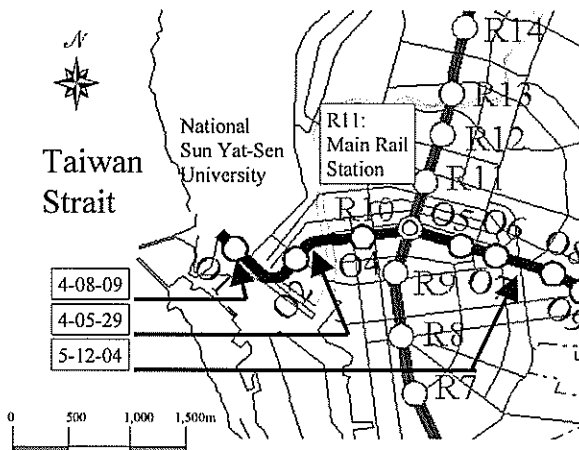 N
R14
R13
R12
R11
R11:
Main Rail
Station
National
Sun Yat-Sen
University
Taiwan
Strait
R10
O5
O6
O8
O1
O2
O4
R9
O7
O9
4-08-09
4-05-29
5-12-04
R8
R7
0 500 1,000 1,500m